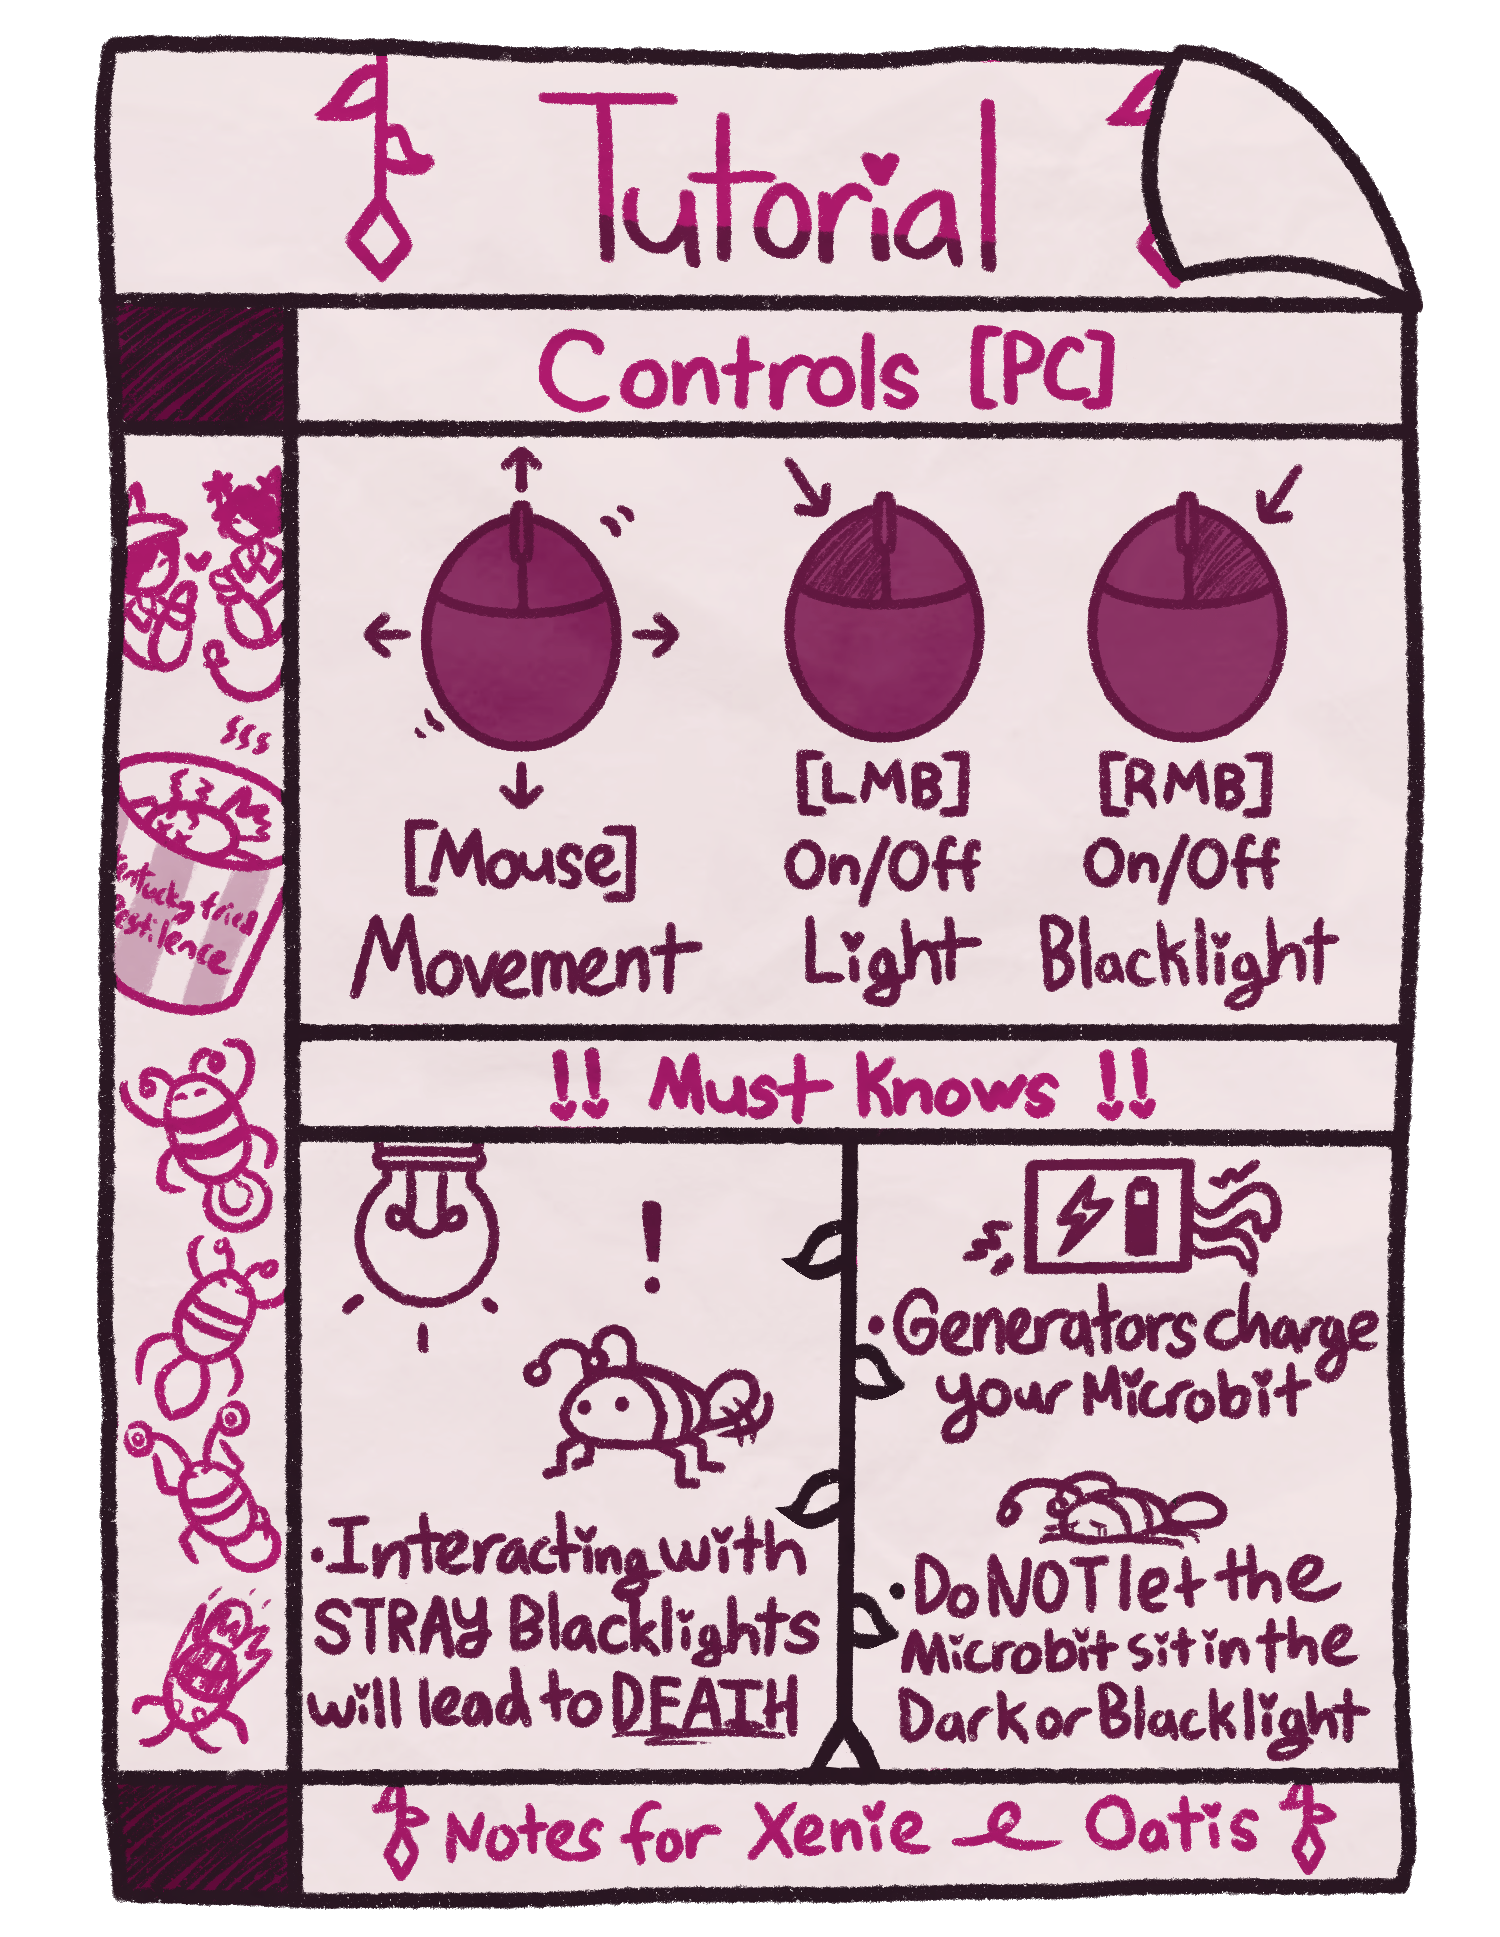 Tutorial
Controls [PC]
[Mouse]
Movement
[LMB]
On/Off
Light
[RMB]
On/Off
Blacklight
entucky fried
estilence
!! Must Knows !!
!
•Interacting with
STRAY Blacklights
will lead to DEATH
•Generators charge
your Microbit
•Do NOT let the
Microbit sit in the
Dark or Blacklight
Notes for Xenie & Oatis